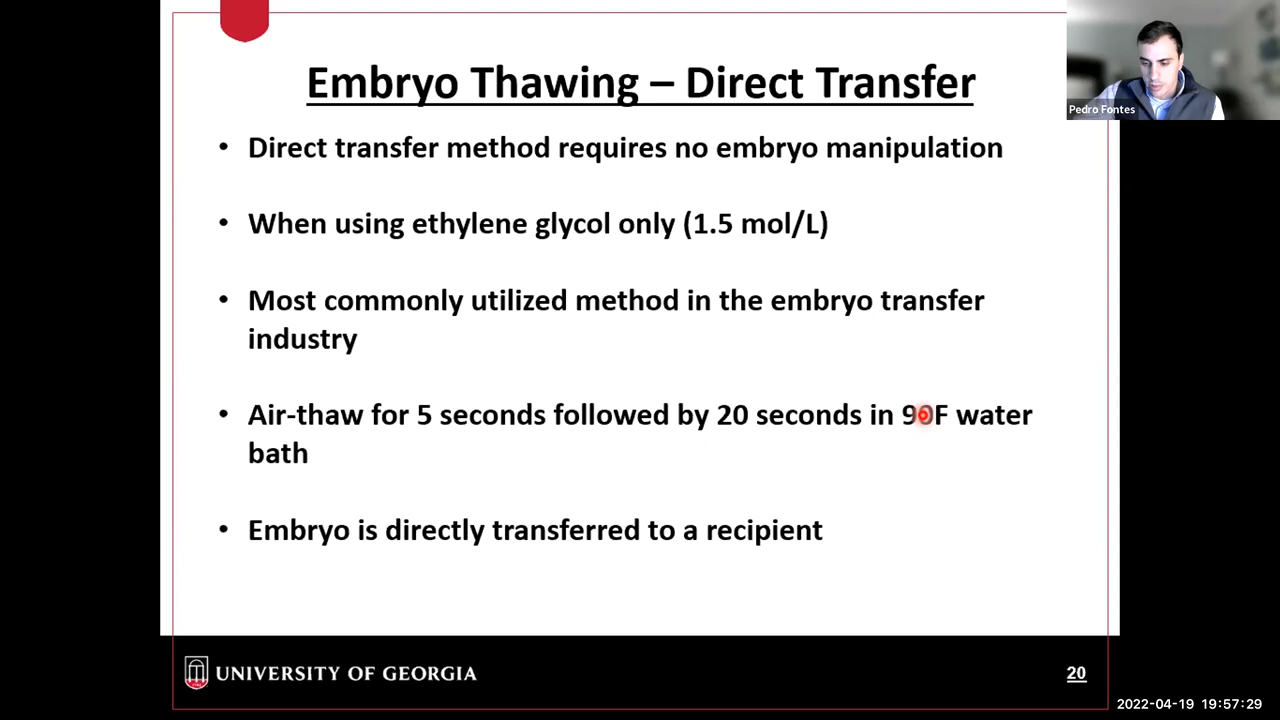 Embryo Thawing – Direct Transfer
Pedro Fontes
• Direct transfer method requires no embryo manipulation
• When using ethylene glycol only (1.5 mol/L)
• Most commonly utilized method in the embryo transfer
industry
• Air-thaw for 5 seconds followed by 20 seconds in 90F water
bath
• Embryo is directly transferred to a recipient
UNIVERSITY OF GEORGIA
20
2022-04-19 19:57:29